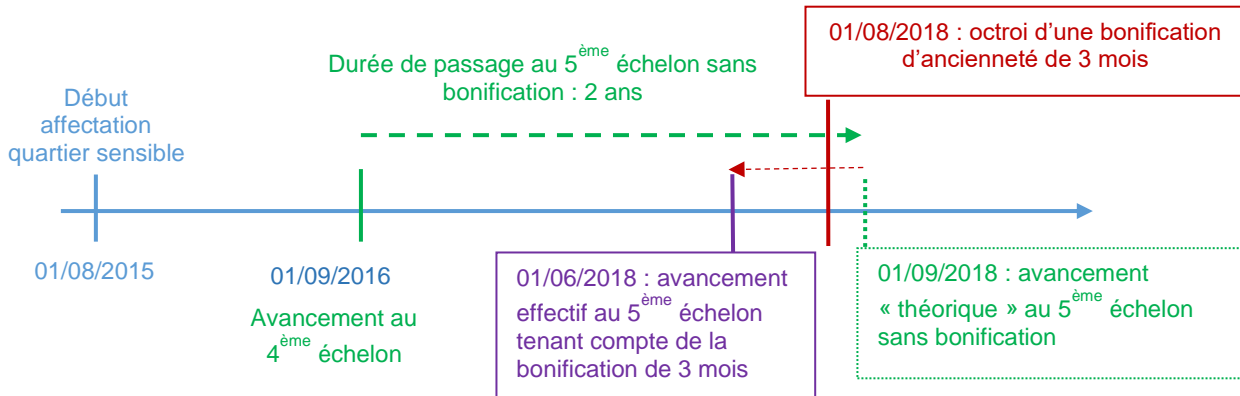 01/08/2018 : octroi d’une bonification
d’ancienneté de 3 mois
Durée de passage au 5ème échelon sans
bonification : 2 ans
Début
affectation
quartier sensible
01/08/2015
01/09/2016
Avancement au
4ème échelon
01/06/2018 : avancement
effectif au 5ème échelon
tenant compte de la
bonification de 3 mois
01/09/2018 : avancement
« théorique » au 5ème échelon
sans bonification